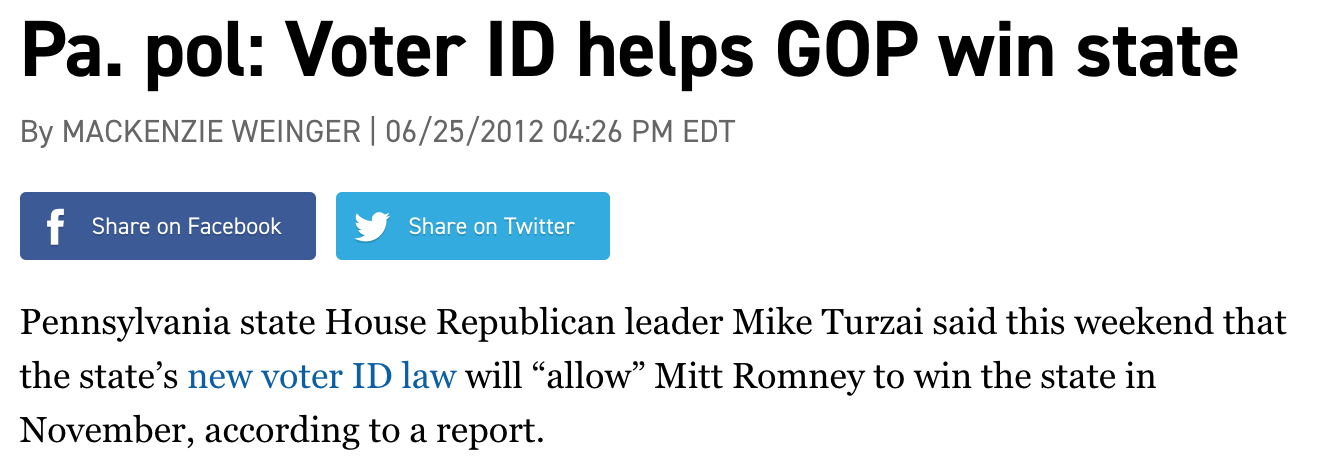 Pa. pol: Voter ID helps GOP win state
By MACKENZIE WEINGER | 06/25/2012 04:26 PM EDT
Share on Facebook
Share on Twitter
Pennsylvania state House Republican leader Mike Turzai said this weekend that
the state’s new voter ID law will “allow” Mitt Romney to win the state in
November, according to a report.